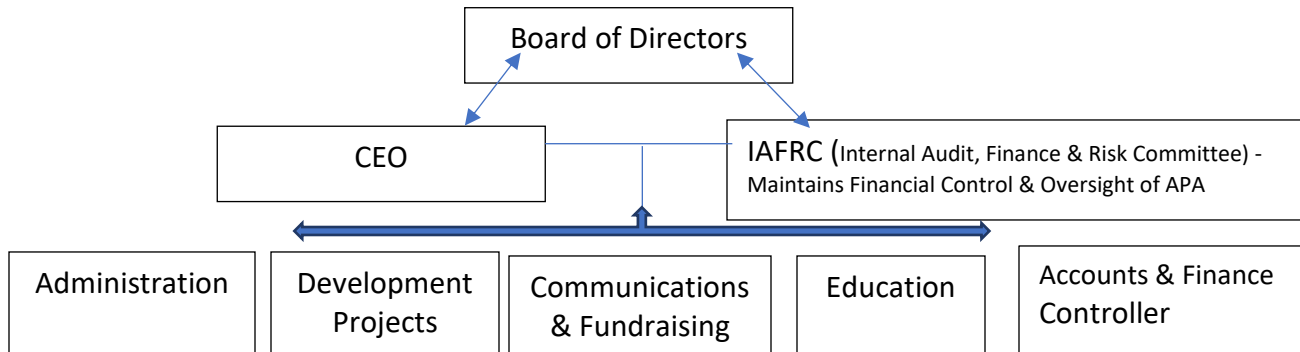 Board of Directors
CEO
IAFRC (Internal Audit, Finance & Risk Committee) -
Maintains Financial Control & Oversight of APA
Administration
Development
Projects
Communications
& Fundraising
Education
Accounts & Finance
Controller